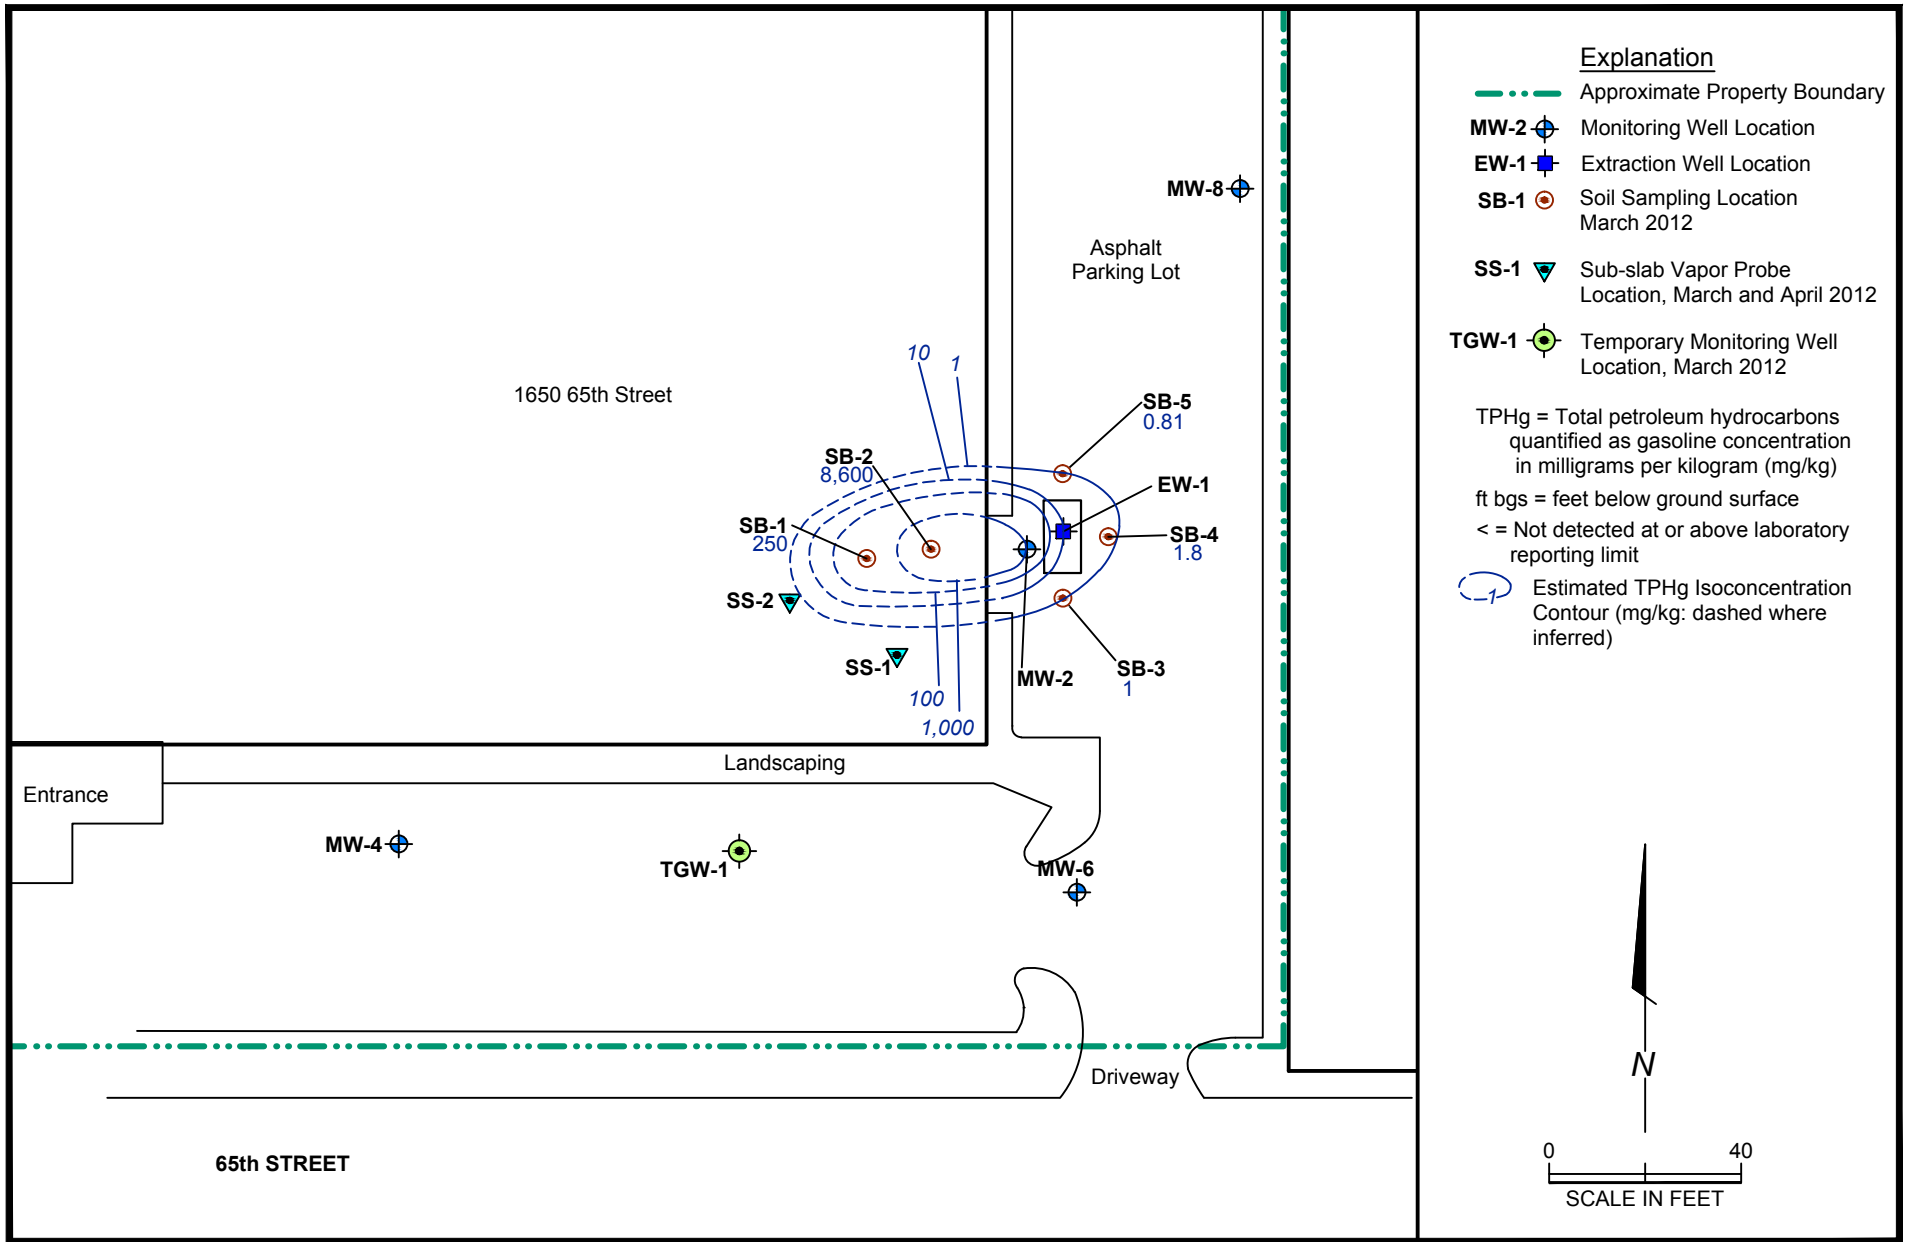 Explanation
Approximate Property Boundary
MW-2 Monitoring Well Location
EW-1 Extraction Well Location
SB-1 Soil Sampling Location
March 2012
SS-1 Sub-slab Vapor Probe
Location, March and April 2012
TGW-1 Temporary Monitoring Well
Location, March 2012
TPHg = Total petroleum hydrocarbons
quantified as gasoline concentration
in milligrams per kilogram (mg/kg)
ft bgs = feet below ground surface
< = Not detected at or above laboratory
reporting limit
1 Estimated TPHg Isoconcentration
Contour (mg/kg: dashed where
inferred)
MW-8
Asphalt
Parking Lot
10
1
1650 65th Street
SB-5
0.81
SB-2
8,600
EW-1
SB-1
250
SB-4
1.8
SS-2
SS-1
MW-2
SB-3
1
100
1,000
Landscaping
Entrance
MW-4
TGW-1
MW-6
Driveway
65th STREET
N
0 40
SCALE IN FEET